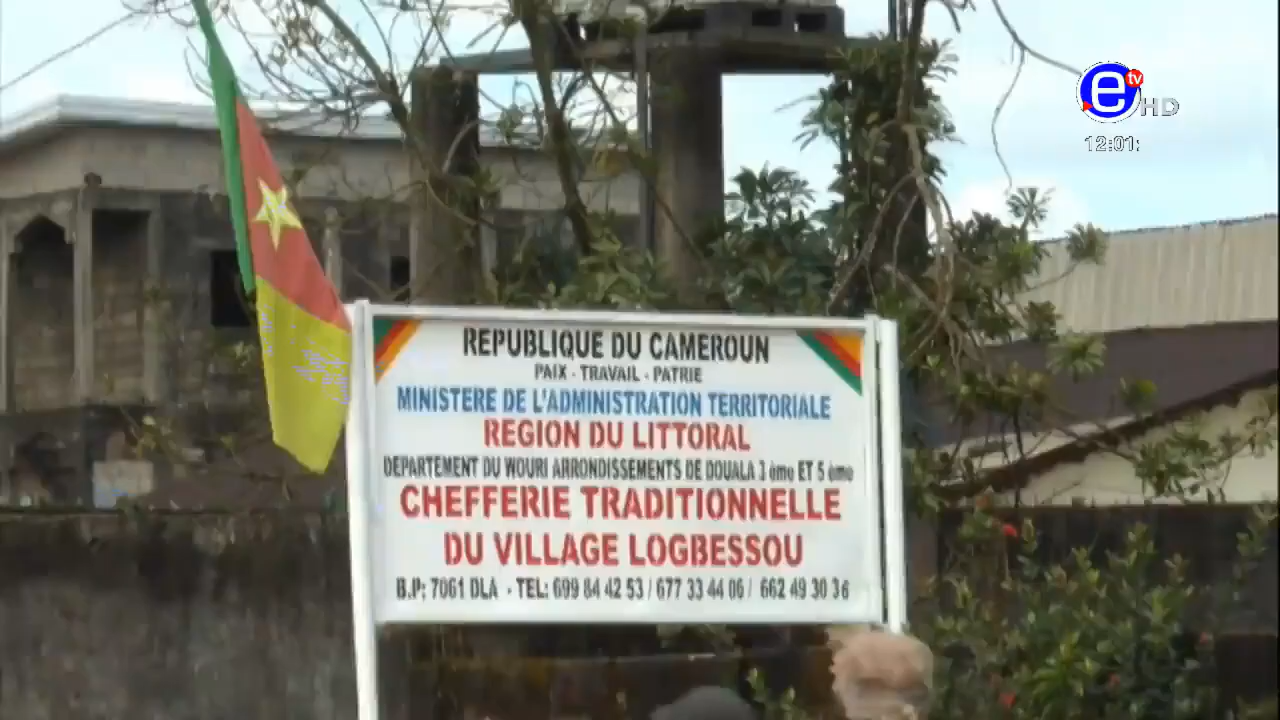 e tv HD
12:01
REPUBLIQUE DU CAMEROUN
PAIX - TRAVAIL - PATRIE
MINISTERE DE L'ADMINISTRATION TERRITORIALE
REGION DU LITTORAL
DEPARTEMENT DU WOURI ARRONDISSEMENTS DE DOUALA 3 ème ET 5 ème
CHEFFERIE TRADITIONNELLE
DU VILLAGE LOGBESSOU
B.P: 7061 DLA - TEL: 699 84 42 53 / 677 33 44 06 / 662 49 30 36